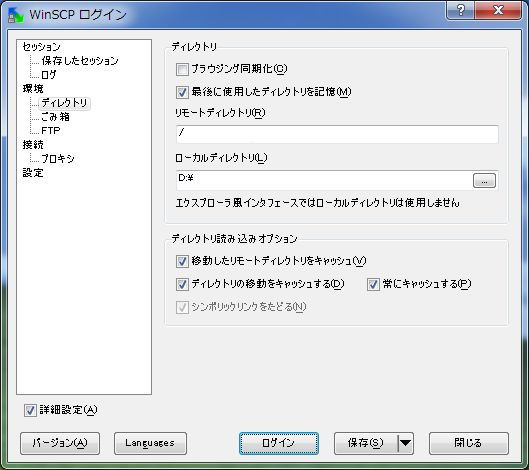 WinSCP ログイン
セッション
保存したセッション
ログ
環境
ディレクトリ
ごみ箱
FTP
接続
プロキシ
設定
詳細設定(A)
ディレクトリ
ブラウジング同期化(C)
最後に使用したディレクトリを記憶(M)
リモートディレクトリ(R)
/
ローカルディレクトリ(L)
D:¥
...
エクスプローラ風インタフェースではローカルディレクトリは使用しません
ディレクトリ読み込みオプション
移動したリモートディレクトリをキャッシュ(V)
ディレクトリの移動をキャッシュする(D) 常にキャッシュする(P)
シンボリックリンクをたどる(N)
バージョン(A) Languages ログイン 保存(S) 閉じる